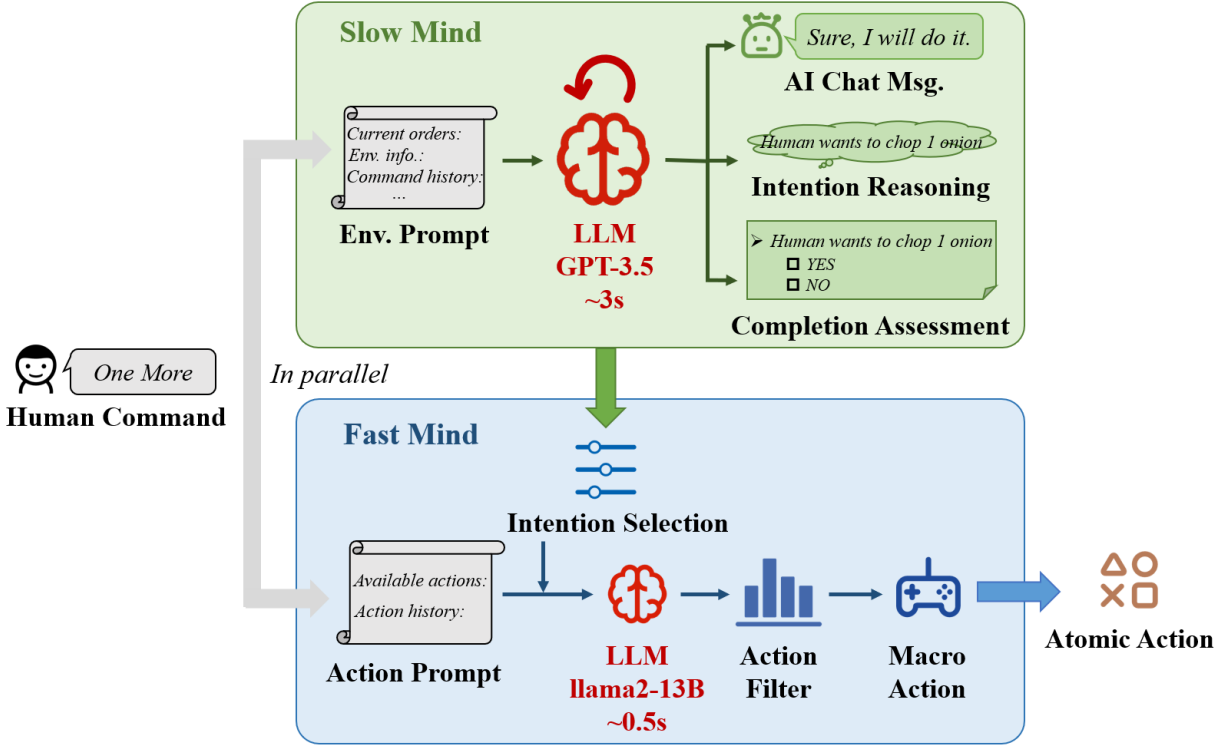 Slow Mind
Current orders:
Env. info.:
Command history:
...
Env. Prompt
LLM
GPT-3.5
~3s
Sure, I will do it.
AI Chat Msg.
Human wants to chop 1 onion
Intention Reasoning
➢ Human wants to chop 1 onion
YES
NO
Completion Assessment
One More
Human Command
In parallel
Fast Mind
Intention Selection
Available actions:
Action history:
Action Prompt
LLM
llama2-13B
~0.5s
Action
Filter
Macro
Action
Atomic Action